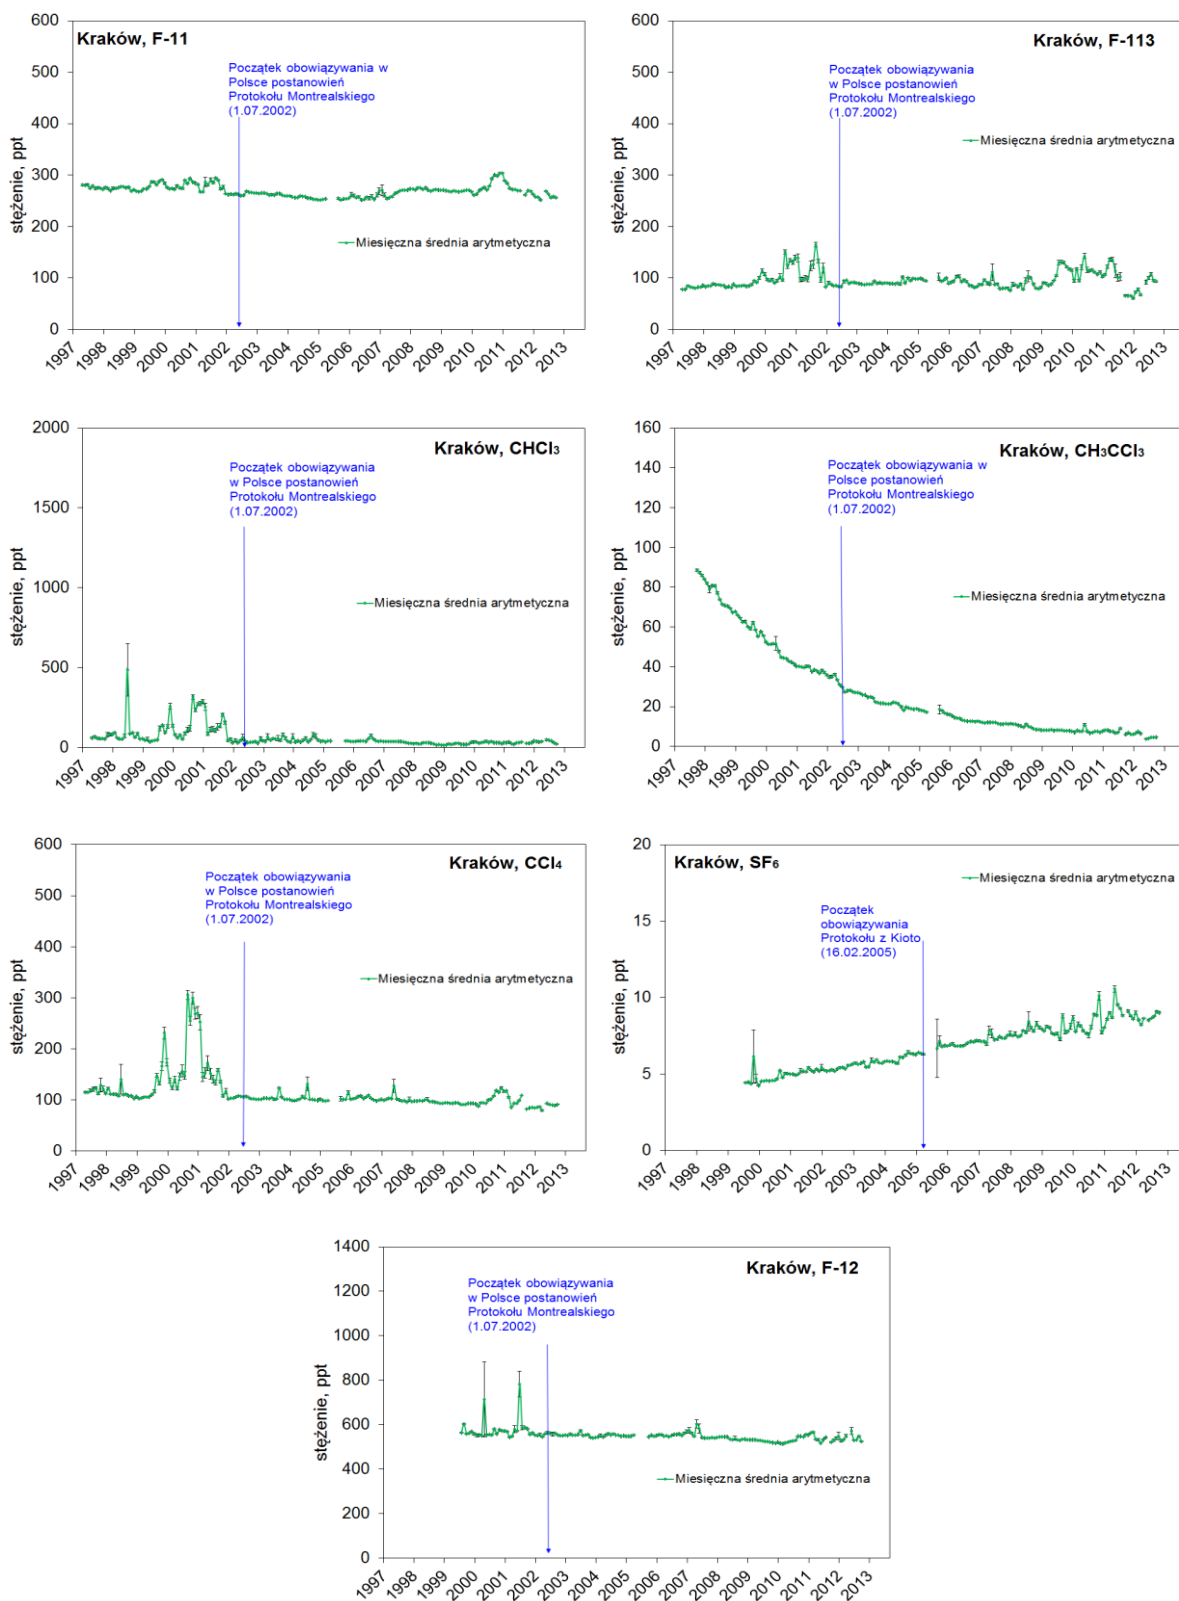 Kraków, F-11
stężenie, ppt
600
500
400
300
200
100
0
Początek obowiązywania w
Polsce postanowień
Protokołu Montrealskiego
(1.07.2002)
Miesięczna średnia arytmetyczna
1997 1998 1999 2000 2001 2002 2003 2004 2005 2006 2007 2008 2009 2010 2011 2012 2013
Kraków, F-113
stężenie, ppt
600
500
400
300
200
100
0
Początek obowiązywania
w Polsce postanowień
Protokołu Montrealskiego
(1.07.2002)
Miesięczna średnia arytmetyczna
1997 1998 1999 2000 2001 2002 2003 2004 2005 2006 2007 2008 2009 2010 2011 2012 2013
Kraków, CHCl₃
stężenie, ppt
2000
1500
1000
500
0
Początek obowiązywania
w Polsce postanowień
Protokołu Montrealskiego
(1.07.2002)
Miesięczna średnia arytmetyczna
1997 1998 1999 2000 2001 2002 2003 2004 2005 2006 2007 2008 2009 2010 2011 2012 2013
Kraków, CH₃CCl₃
stężenie, ppt
160
140
120
100
80
60
40
20
0
Początek obowiązywania w
Polsce postanowień
Protokołu Montrealskiego
(1.07.2002)
Miesięczna średnia arytmetyczna
1997 1998 1999 2000 2001 2002 2003 2004 2005 2006 2007 2008 2009 2010 2011 2012 2013
Kraków, CCl₄
stężenie, ppt
600
500
400
300
200
100
0
Początek obowiązywania
w Polsce postanowień
Protokołu Montrealskiego
(1.07.2002)
Miesięczna średnia arytmetyczna
1997 1998 1999 2000 2001 2002 2003 2004 2005 2006 2007 2008 2009 2010 2011 2012 2013
Kraków, SF₆
stężenie, ppt
20
15
10
5
0
Miesięczna średnia arytmetyczna
Początek
obowiązywania
Protokołu z Kioto
(16.02.2005)
1997 1998 1999 2000 2001 2002 2003 2004 2005 2006 2007 2008 2009 2010 2011 2012 2013
Kraków, F-12
stężenie, ppt
1400
1200
1000
800
600
400
200
0
Początek obowiązywania
w Polsce postanowień
Protokołu Montrealskiego
(1.07.2002)
Miesięczna średnia arytmetyczna
1997 1998 1999 2000 2001 2002 2003 2004 2005 2006 2007 2008 2009 2010 2011 2012 2013